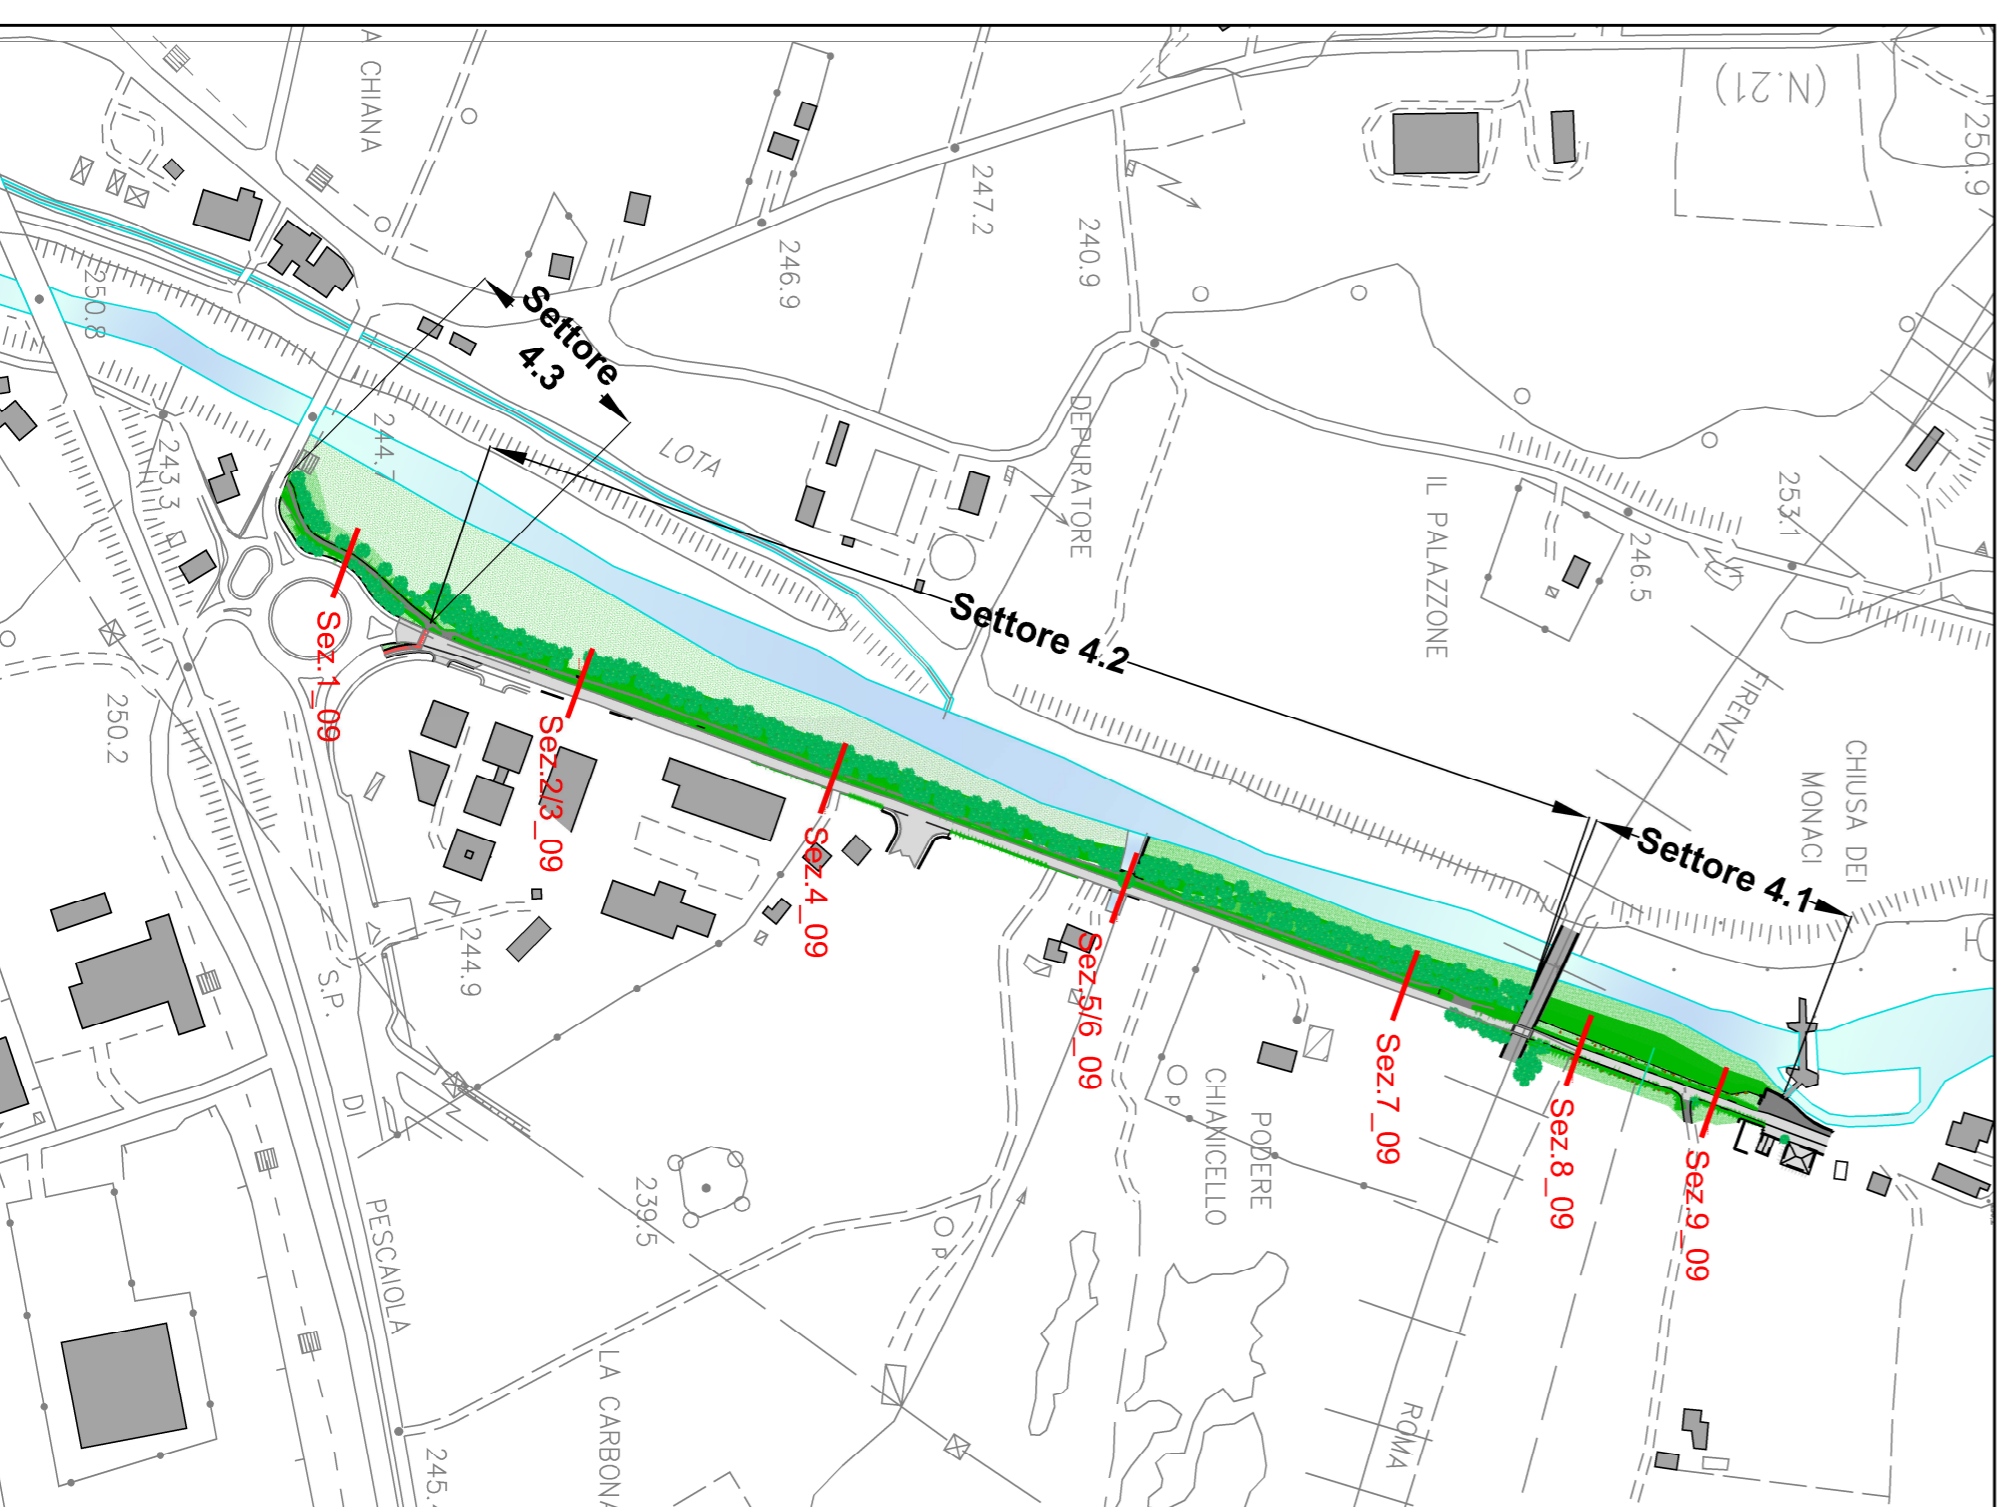 A CHIANA
(N.21)
250.9
247.2
240.9
246.9
250.8
Settore
4.3
244.
243.3
LOTA
DEPURATORE
IL PALAZZONE
253.1
246.5
Settore 4.2
FIRENZE
CHIUSA DEI
MONACI
Settore 4.1
Sez.1_09
Sez.2/3_09
Sez.4_09
Sez.5/6_09
Sez.7_09
Sez.8_09
Sez.9_09
250.2
244.9
S.P.
DI
PESCAIOLA
239.5
p
p
PODERE
CHIANICELLO
ROMA
LA CARBONA
245.